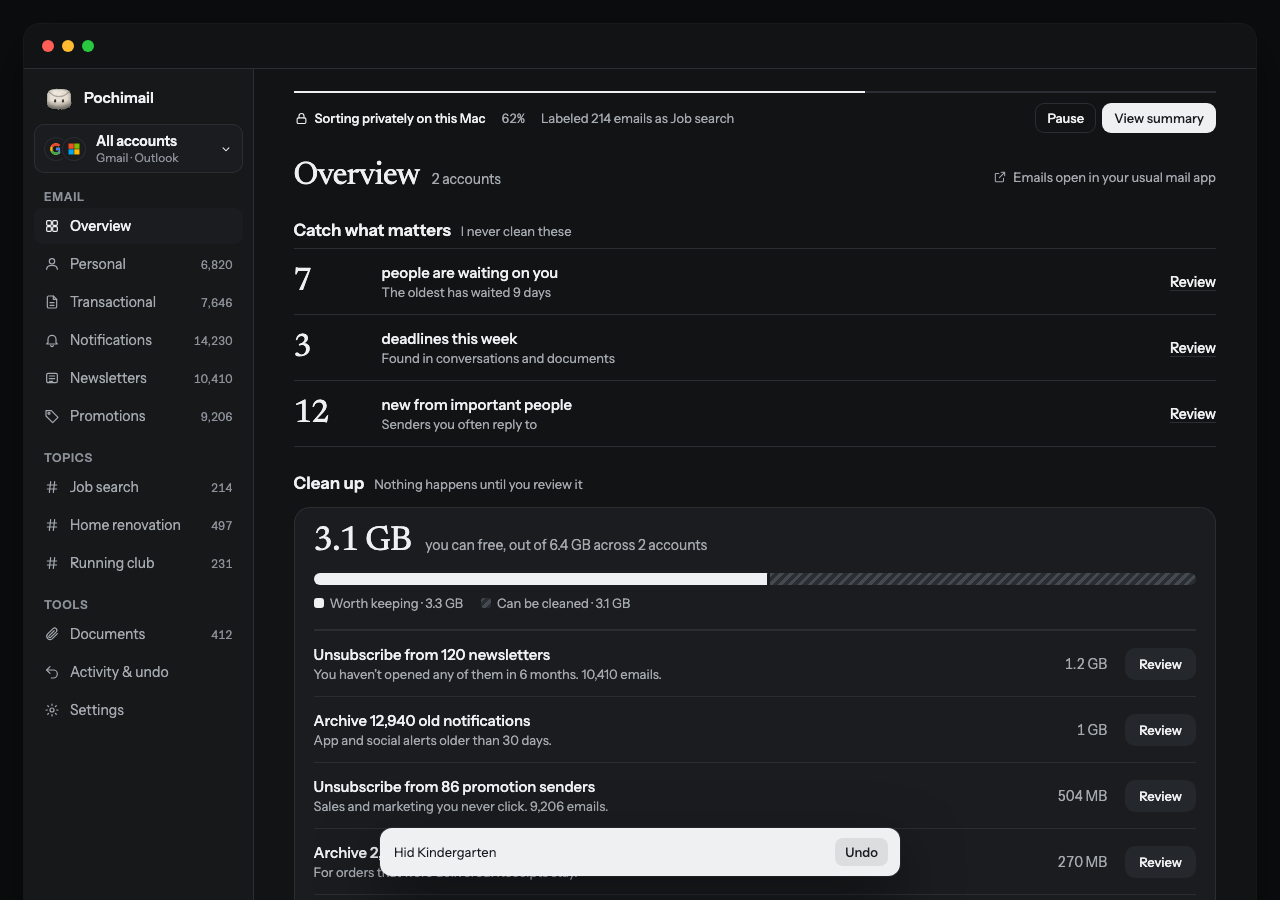 Pochimail
All accounts
Gmail · Outlook
EMAIL
Overview
Personal 6,820
Transactional 7,646
Notifications 14,230
Newsletters 10,410
Promotions 9,206
TOPICS
# Job search 214
# Home renovation 497
# Running club 231
TOOLS
Documents 412
Activity & undo
Settings
Sorting privately on this Mac 62% Labeled 214 emails as Job search Pause View summary
Overview 2 accounts Emails open in your usual mail app
Catch what matters I never clean these
7 people are waiting on you Review
The oldest has waited 9 days
3 deadlines this week Review
Found in conversations and documents
12 new from important people Review
Senders you often reply to
Clean up Nothing happens until you review it
3.1 GB you can free, out of 6.4 GB across 2 accounts
Worth keeping · 3.3 GB Can be cleaned · 3.1 GB
Unsubscribe from 120 newsletters 1.2 GB Review
You haven't opened any of them in 6 months. 10,410 emails.
Archive 12,940 old notifications 1 GB Review
App and social alerts older than 30 days.
Unsubscribe from 86 promotion senders 504 MB Review
Sales and marketing you never click. 9,206 emails.
Archive 2, 270 MB Review
For orders
Hid Kindergarten Undo